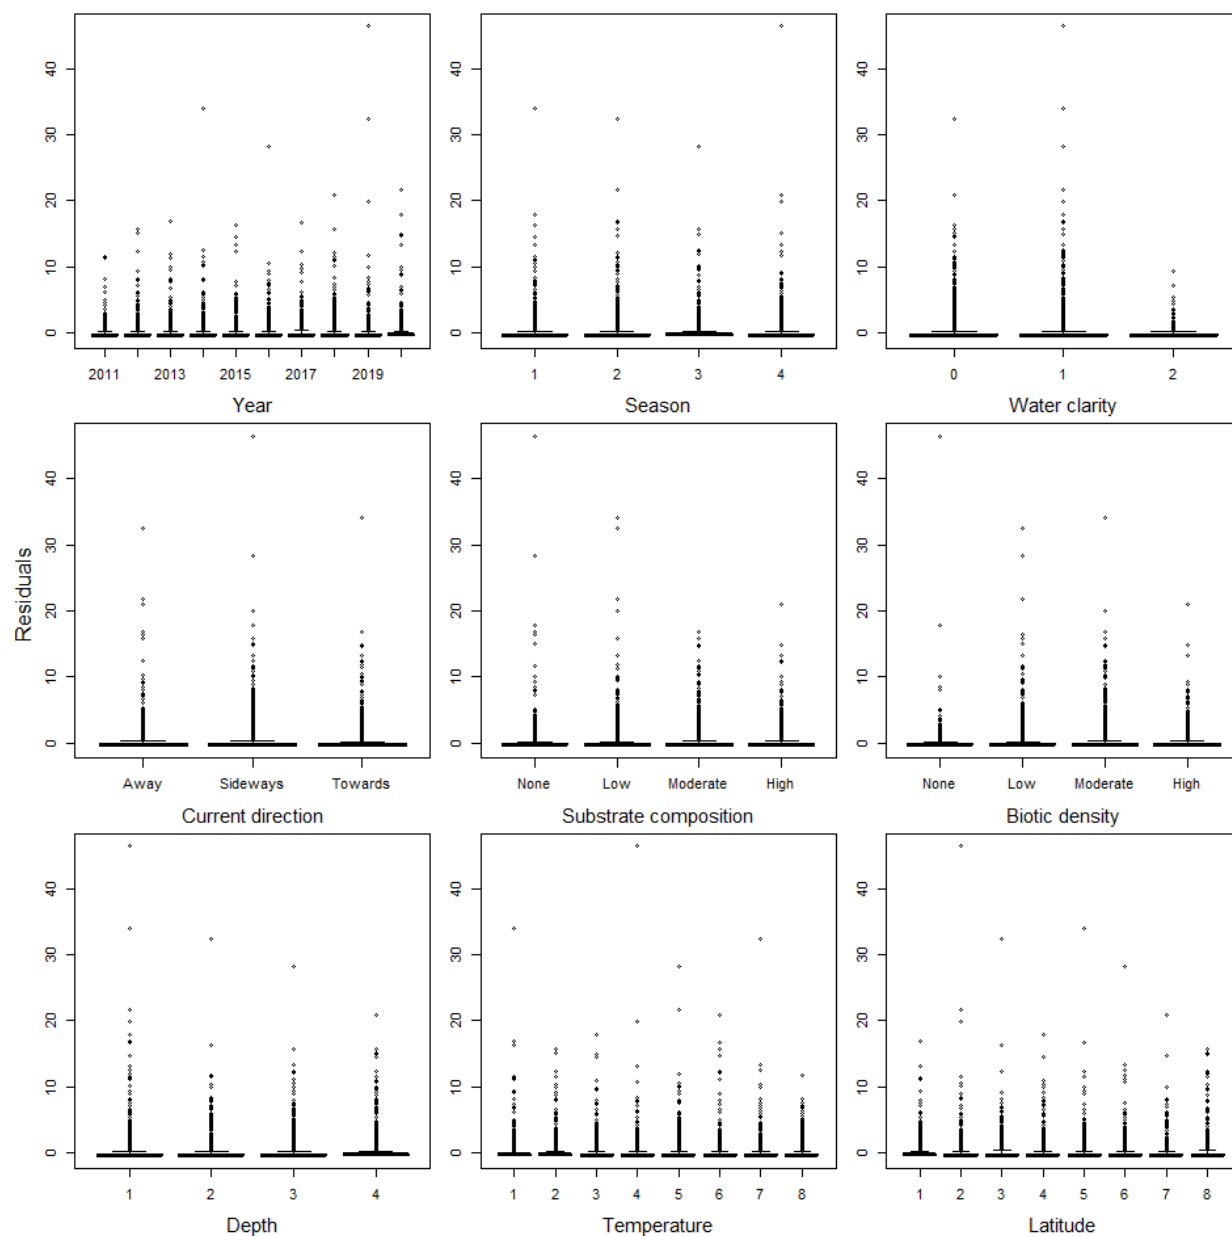 40 40 40
30 30 30
20 20 20
10 10 10
0 0 0
2011 2013 2015 2017 2019 1 2 3 4 0 1 2
Year Season Water clarity
Residuals
40 40 40
30 30 30
20 20 20
10 10 10
0 0 0
Away Sideways Towards None Low Moderate High None Low Moderate High
Current direction Substrate composition Biotic density
40 40 40
30 30 30
20 20 20
10 10 10
0 0 0
1 2 3 4 1 2 3 4 5 6 7 8 1 2 3 4 5 6 7 8
Depth Temperature Latitude